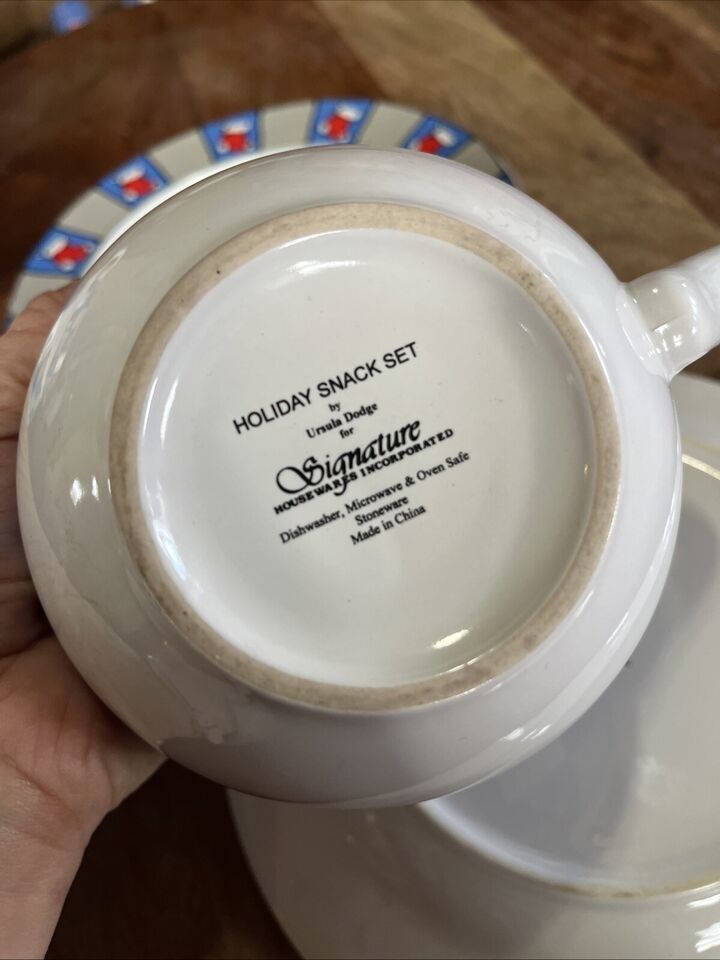 HOLIDAY SNACK SET
by
Ursula Dodge
for
Signature
HOUSEWARES INCORPORATED
Dishwasher, Microwave & Oven Safe
Stoneware
Made in China